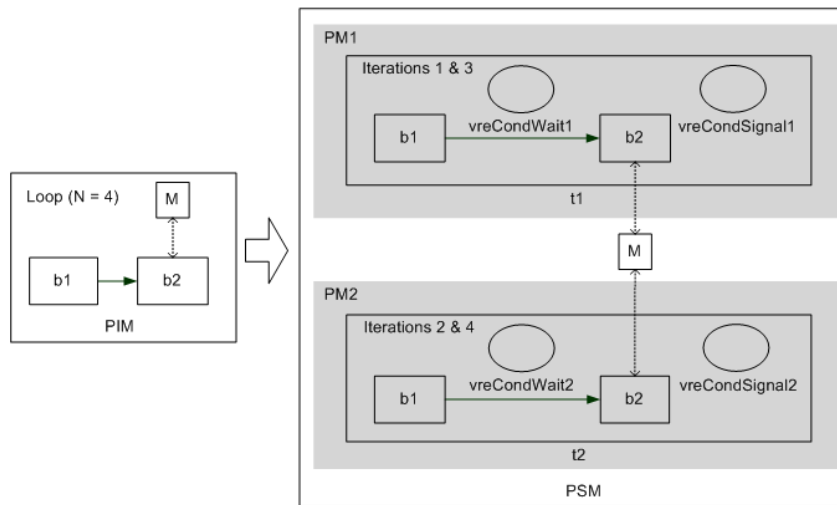 Loop (N = 4)
M
b1
b2
PIM
PM1
Iterations 1 & 3
b1
vreCondWait1
b2
vreCondSignal1
t1
M
PM2
Iterations 2 & 4
b1
vreCondWait2
b2
vreCondSignal2
t2
PSM